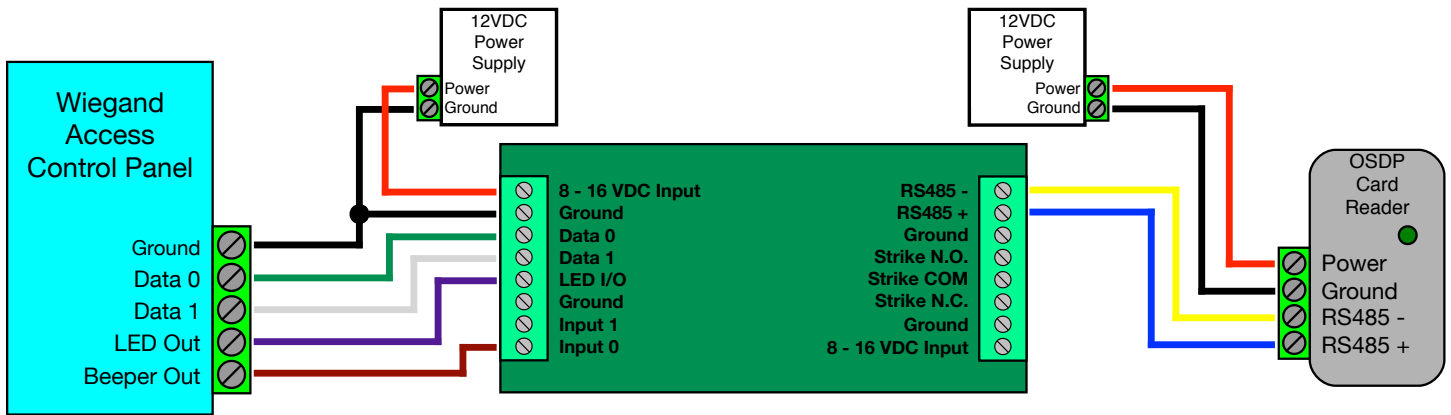 12VDC
Power
Supply
Power
Ground
12VDC
Power
Supply
Power
Ground
Wiegand
Access
Control Panel
Ground
Data 0
Data 1
LED Out
Beeper Out
8 - 16 VDC Input
Ground
Data 0
Data 1
LED I/O
Ground
Input 1
Input 0
RS485 -
RS485 +
Ground
Strike N.O.
Strike COM
Strike N.C.
Ground
8 - 16 VDC Input
OSDP
Card
Reader
Power
Ground
RS485 -
RS485 +